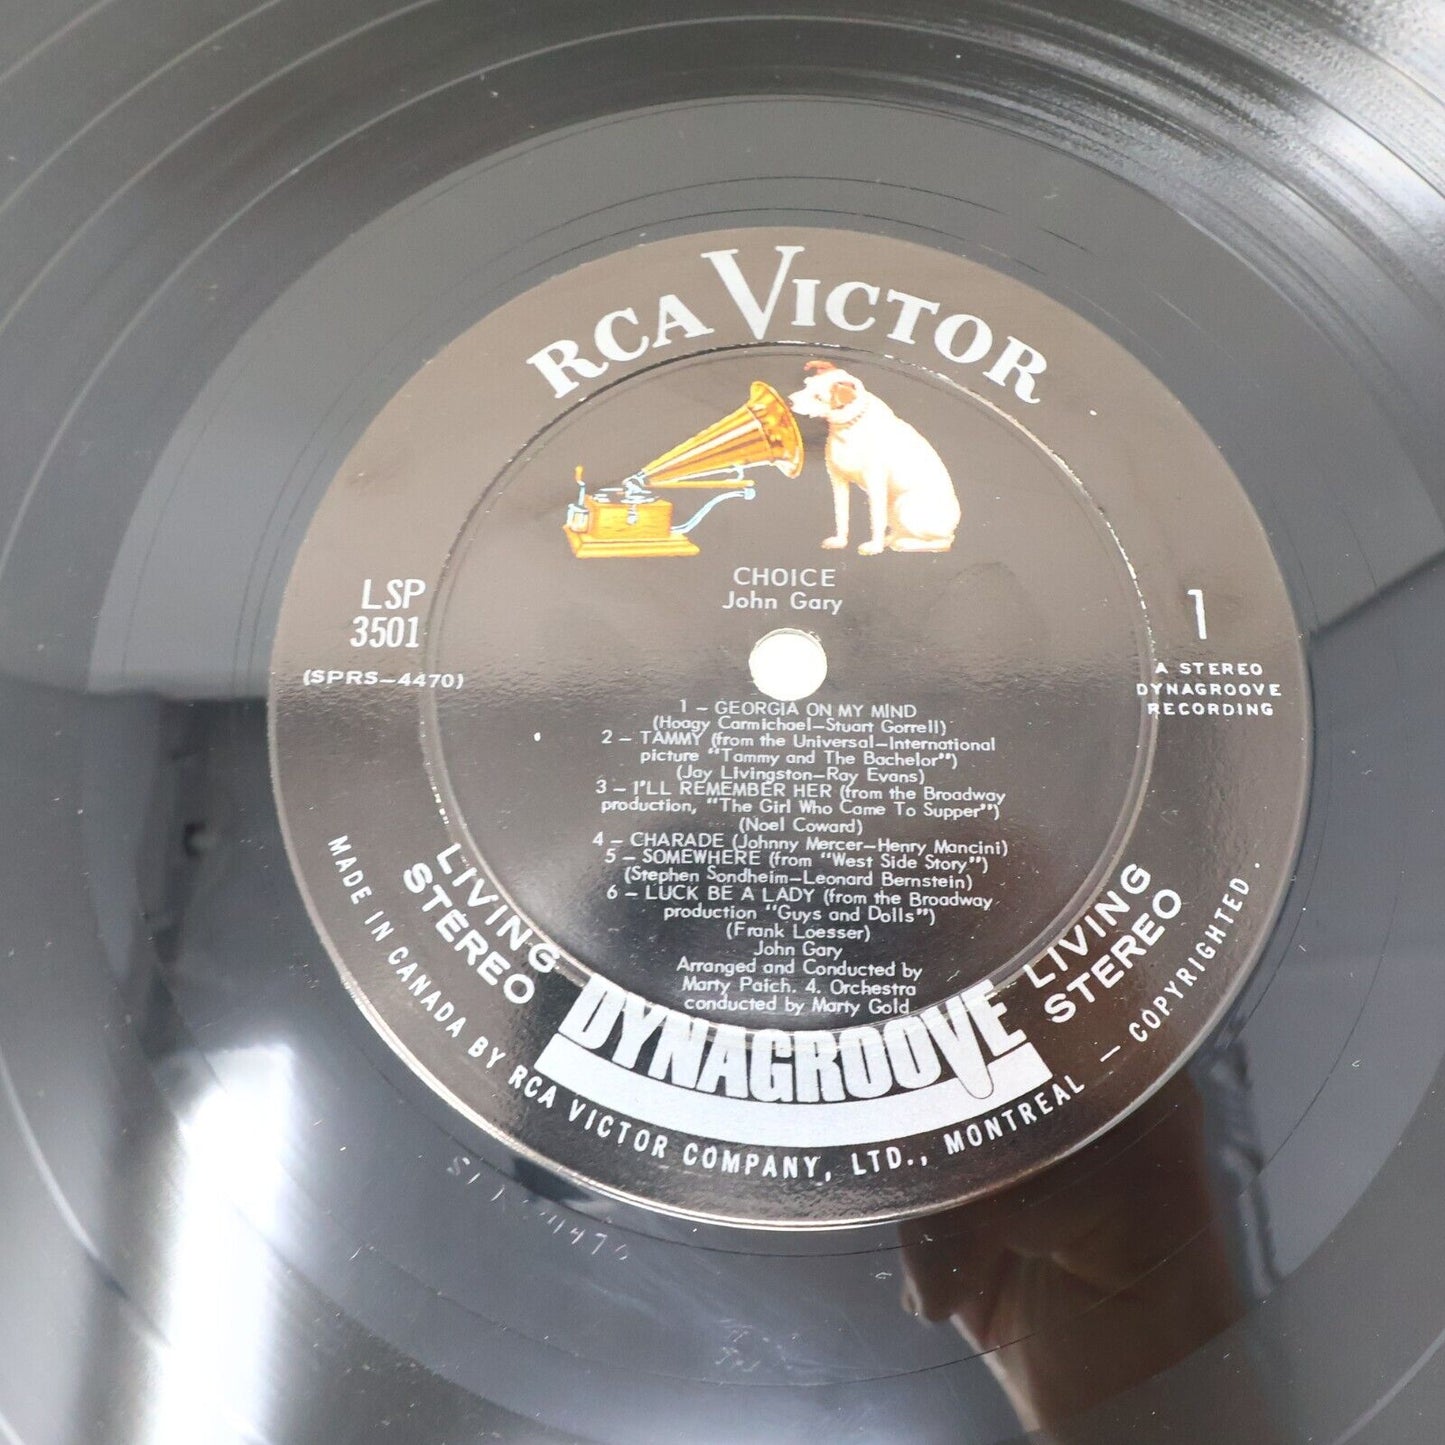 RCA VICTOR
CHOICE
John Gary
LSP
3501
(SPRS-4470)
1
A STEREO
DYNAGROOVE
RECORDING
1 - GEORGIA ON MY MIND
(Hoagy Carmichael-Stuart Gorrell)
2 - TAMMY (from the Universal-International
picture "Tammy and The Bachelor")
(Jay Livingston-Ray Evans)
3 - I'LL REMEMBER HER (from the Broadway
production, "The Girl Who Came To Supper")
(Noel Coward)
4 - CHARADE (Johnny Mercer-Henry Mancini)
5 - SOMEWHERE (from "West Side Story")
(Stephen Sondheim-Leonard Bernstein)
6 - LUCK BE A LADY (from the Broadway
production "Guys and Dolls")
(Frank Loesser)
John Gary
Arranged and Conducted by
Marty Paich. 4. Orchestra
conducted by Marty Gold
LIVING
STEREO
DYNAGROOVE
LIVING
STEREO
MADE IN CANADA BY RCA VICTOR COMPANY, LTD., MONTREAL - COPYRIGHTED.